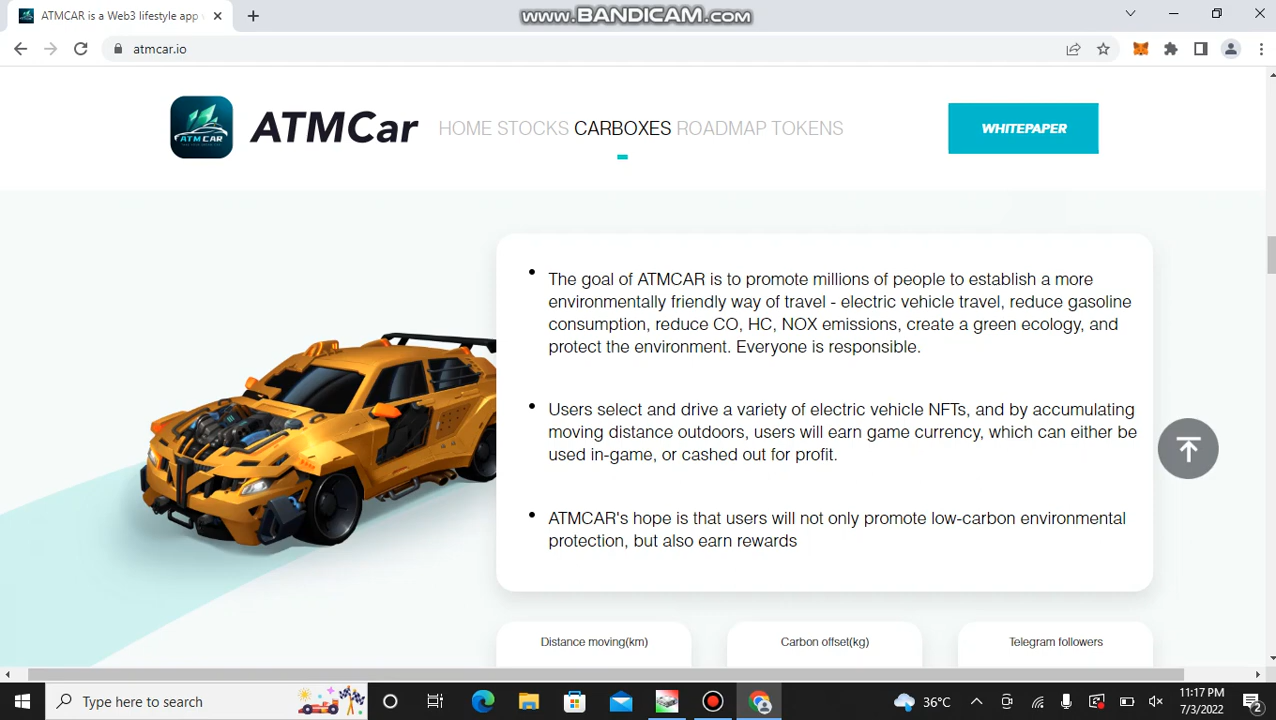 ATMCAR is a Web3 lifestyle app
www.BANDICAM.com
atmcar.io
ATM CAR
ATMCar
HOME STOCKS CARBOXES ROADMAP TOKENS
WHITEPAPER
The goal of ATMCAR is to promote millions of people to establish a more
environmentally friendly way of travel - electric vehicle travel, reduce gasoline
consumption, reduce CO, HC, NOX emissions, create a green ecology, and
protect the environment. Everyone is responsible.
Users select and drive a variety of electric vehicle NFTs, and by accumulating
moving distance outdoors, users will earn game currency, which can either be
used in-game, or cashed out for profit.
ATMCAR's hope is that users will not only promote low-carbon environmental
protection, but also earn rewards
Distance moving(km)
Carbon offset(kg)
Telegram followers
Type here to search
36°C
11:17 PM
7/3/2022
2